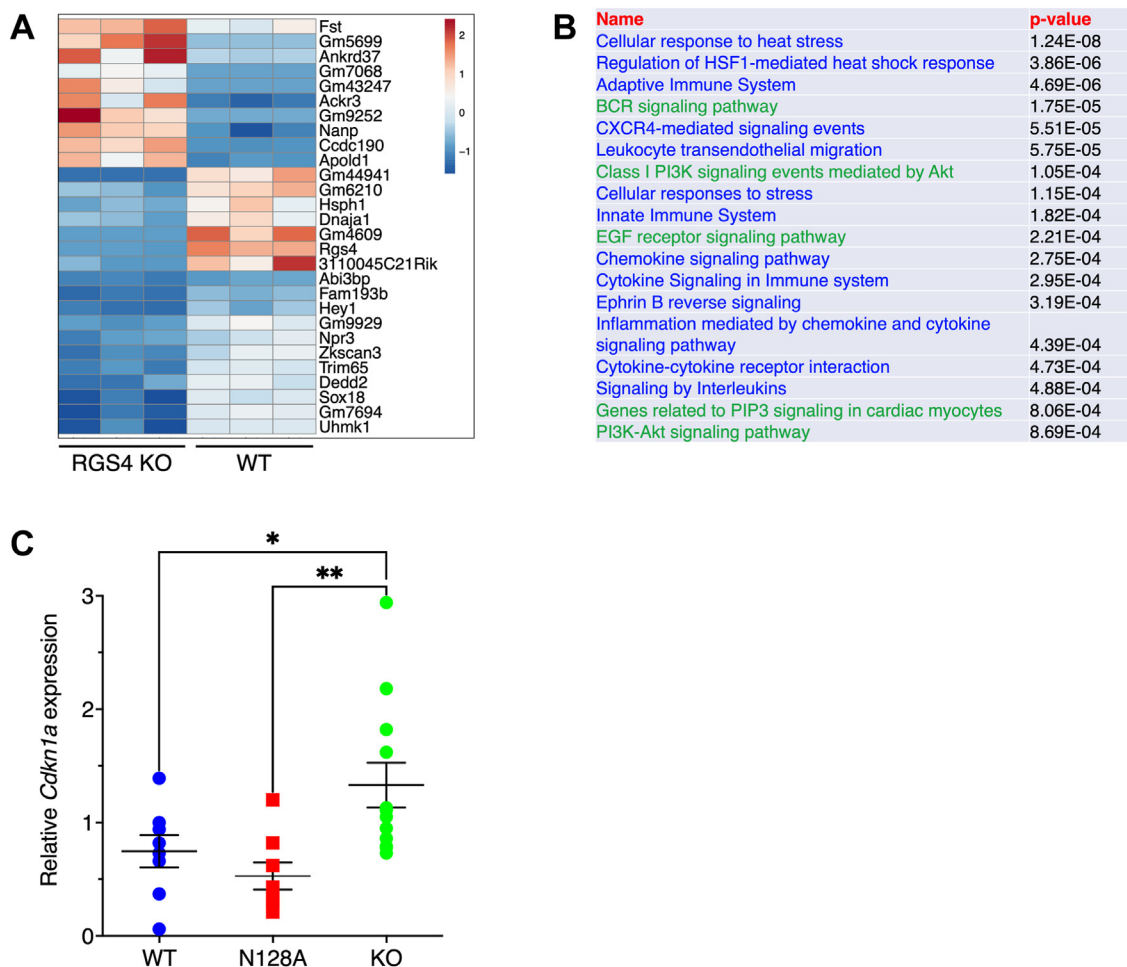 A
Fst
Gm5699
Ankrd37
Gm7068
Gm43247
Ackr3
Gm9252
Nanp
Ccdc190
Apold1
Gm44941
Gm6210
Hsph1
Dnaja1
Gm4609
Rgs4
3110045C21Rik
Abi3bp
Fam193b
Hey1
Gm9929
Npr3
Zkscan3
Trim65
Dedd2
Sox18
Gm7694
Uhmk1
2
1
0
−1
RGS4 KO WT
B
Name p-value
Cellular response to heat stress 1.24E-08
Regulation of HSF1-mediated heat shock response 3.86E-06
Adaptive Immune System 4.69E-06
BCR signaling pathway 1.75E-05
CXCR4-mediated signaling events 5.51E-05
Leukocyte transendothelial migration 5.75E-05
Class I PI3K signaling events mediated by Akt 1.05E-04
Cellular responses to stress 1.15E-04
Innate Immune System 1.82E-04
EGF receptor signaling pathway 2.21E-04
Chemokine signaling pathway 2.75E-04
Cytokine Signaling in Immune system 2.95E-04
Ephrin B reverse signaling 3.19E-04
Inflammation mediated by chemokine and cytokine
signaling pathway 4.39E-04
Cytokine-cytokine receptor interaction 4.73E-04
Signaling by Interleukins 4.88E-04
Genes related to PIP3 signaling in cardiac myocytes 8.06E-04
PI3K-Akt signaling pathway 8.69E-04
C
*
**
Relative Cdkn1a expression
3
2
1
0
WT N128A KO